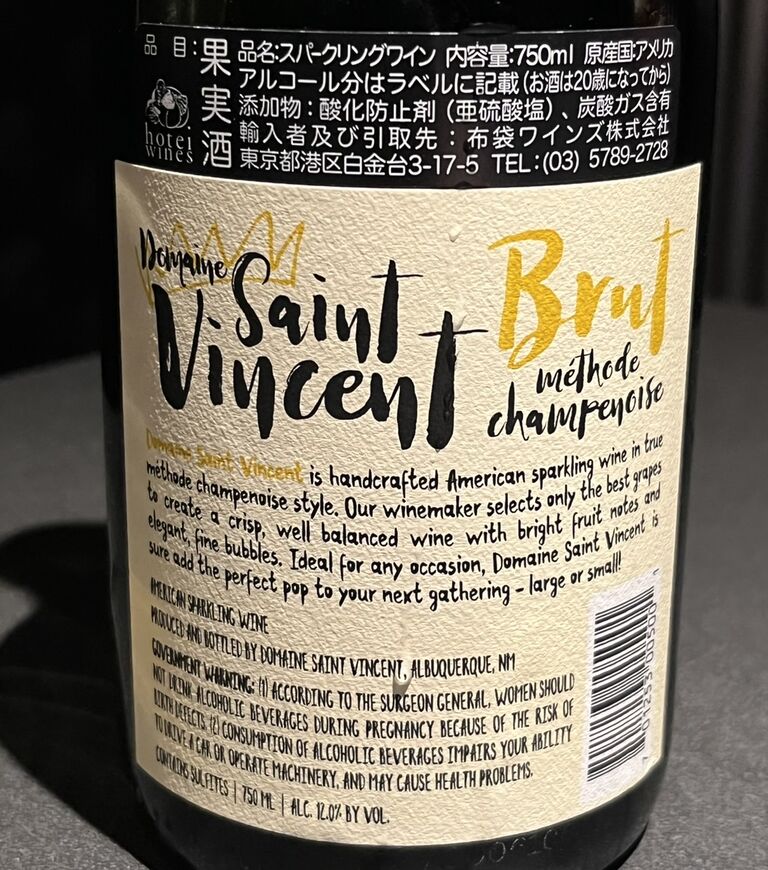 品 目：果実酒
品名:スパークリングワイン 内容量:750ml 原産国:アメリカ
アルコール分はラベルに記載（お酒は20歳になってから）
添加物：酸化防止剤（亜硫酸塩）、炭酸ガス含有
輸入者及び引取先：布袋ワインズ株式会社
東京都港区白金台3-17-5 TEL:(03) 5789-2728
hotei
wines
Domaine
Saint
Vincent
Brut
méthode
champenoise
Domaine Saint Vincent is handcrafted American sparkling wine in true
méthode champenoise style. Our winemaker selects only the best grapes
to create a crisp, well balanced wine with bright fruit notes and
elegant, fine bubbles. Ideal for any occasion, Domaine Saint Vincent is
sure add the perfect pop to your next gathering – large or small!
AMERICAN SPARKLING WINE
PRODUCED AND BOTTLED BY DOMAINE SAINT VINCENT, ALBUQUERQUE, NM
GOVERNMENT WARNING: (1) ACCORDING TO THE SURGEON GENERAL, WOMEN SHOULD
NOT DRINK ALCOHOLIC BEVERAGES DURING PREGNANCY BECAUSE OF THE RISK OF
BIRTH DEFECTS. (2) CONSUMPTION OF ALCOHOLIC BEVERAGES IMPAIRS YOUR ABILITY
TO DRIVE A CAR OR OPERATE MACHINERY, AND MAY CAUSE HEALTH PROBLEMS.
CONTAINS SULFITES | 750 ML | ALC. 12.0% BY VOL.